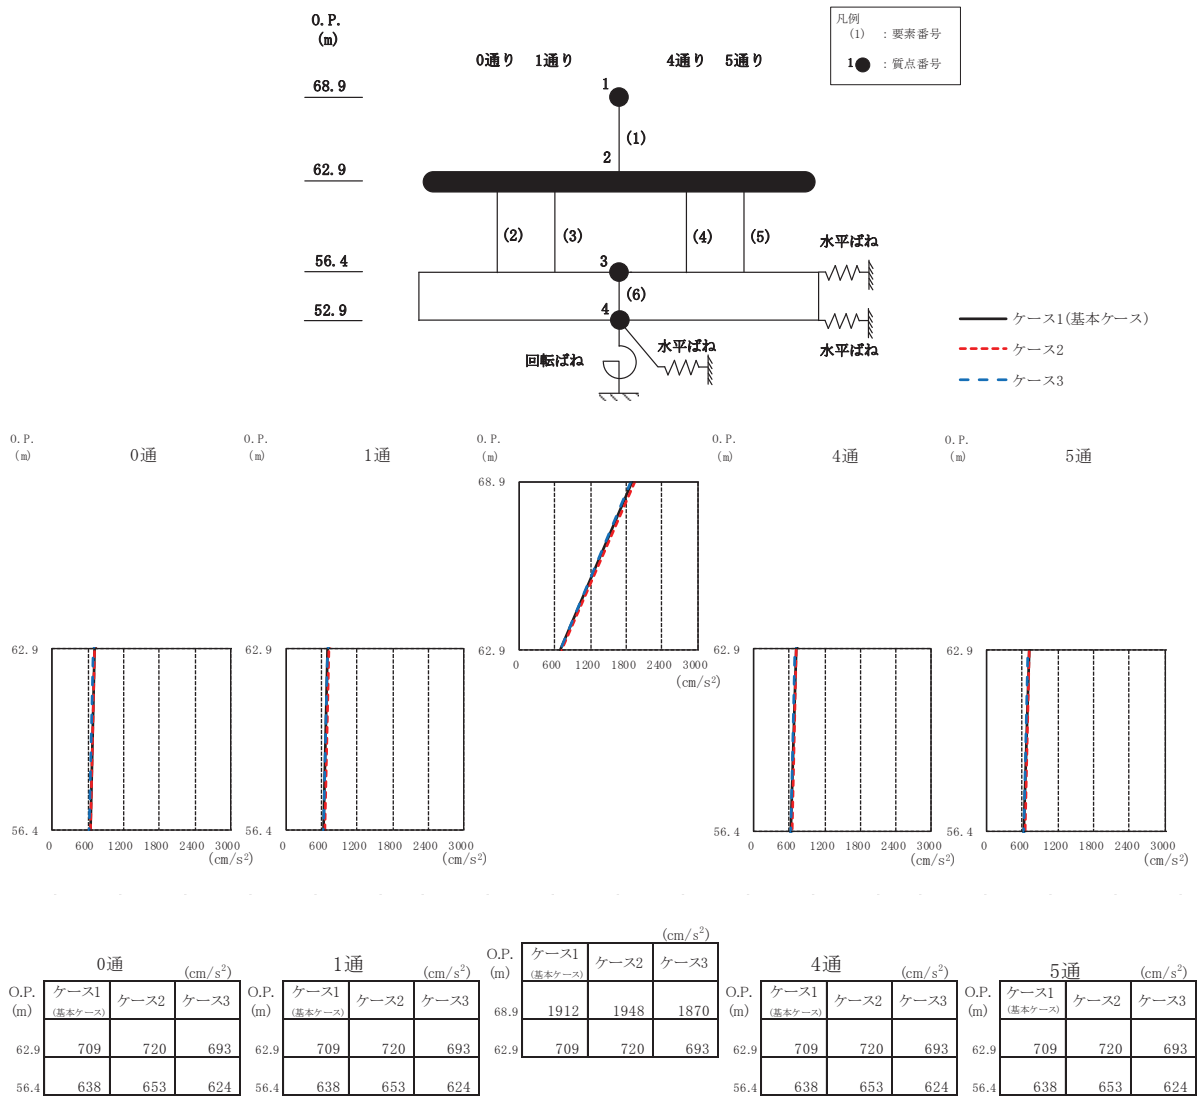 O.P.
(m)
0通り 1通り 4通り 5通り
凡例
(1) : 要素番号
1 : 質点番号
68.9
1
(1)
2
62.9
(2) (3) (4) (5)
水平ばね
56.4
3
(6)
52.9
4
水平ばね
水平ばね
回転ばね
ケース1(基本ケース)
ケース2
ケース3
O.P.
(m)
0通
62.9
56.4
0 600 1200 1800 2400 3000
(cm/s²)
O.P.
(m)
1通
62.9
56.4
0 600 1200 1800 2400 3000
(cm/s²)
O.P.
(m)
68.9
62.9
0 600 1200 1800 2400 3000
(cm/s²)
O.P.
(m)
4通
62.9
56.4
0 600 1200 1800 2400 3000
(cm/s²)
O.P.
(m)
5通
62.9
56.4
0 600 1200 1800 2400 3000
(cm/s²)
0通 (cm/s²)
O.P.
(m)
ケース1
(基本ケース)
ケース2 ケース3
62.9 709 720 693
56.4 638 653 624
1通 (cm/s²)
O.P.
(m)
ケース1
(基本ケース)
ケース2 ケース3
62.9 709 720 693
56.4 638 653 624
(cm/s²)
O.P.
(m)
ケース1
(基本ケース)
ケース2 ケース3
68.9 1912 1948 1870
62.9 709 720 693
4通 (cm/s²)
O.P.
(m)
ケース1
(基本ケース)
ケース2 ケース3
62.9 709 720 693
56.4 638 653 624
5通 (cm/s²)
O.P.
(m)
ケース1
(基本ケース)
ケース2 ケース3
62.9 709 720 693
56.4 638 653 624